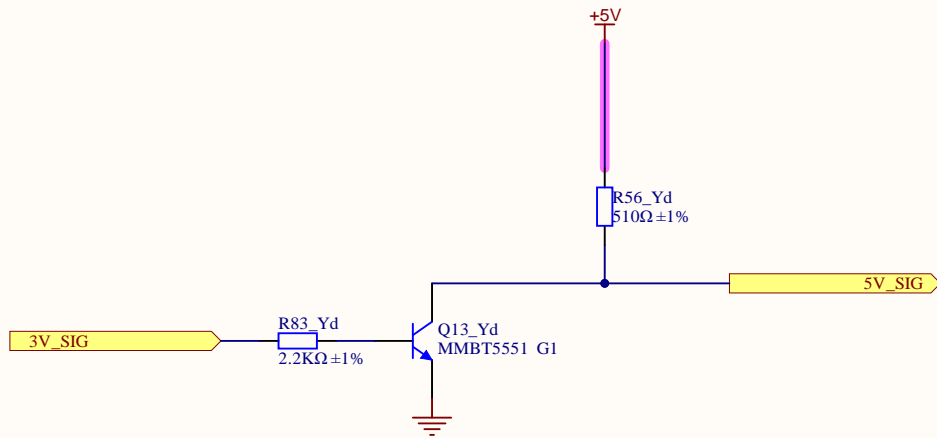 +5V
R56_Yd
510Ω ±1%
5V_SIG
R83_Yd
3V_SIG
2.2KΩ ±1%
Q13_Yd
MMBT5551 G1